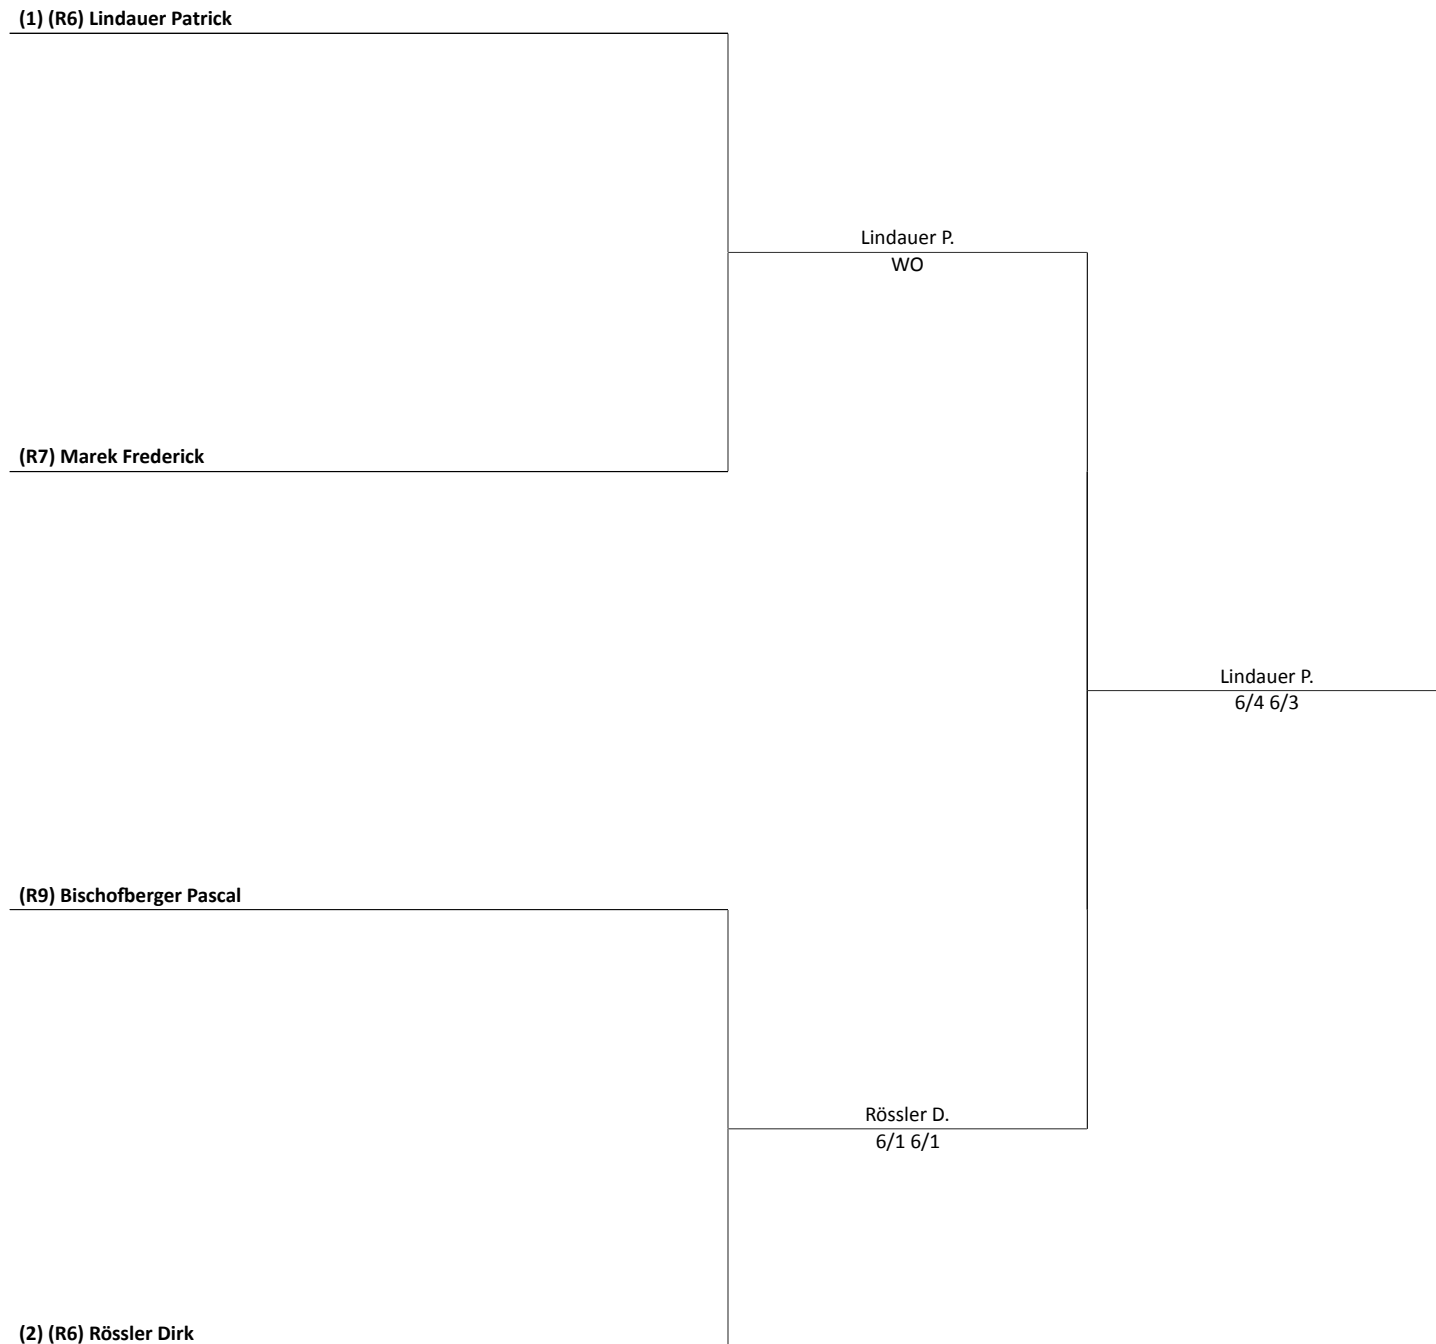 (1) (R6) Lindauer Patrick
Lindauer P.
WO
(R7) Marek Frederick
Lindauer P.
6/4 6/3
(R9) Bischofberger Pascal
Rössler D.
6/1 6/1
(2) (R6) Rössler Dirk